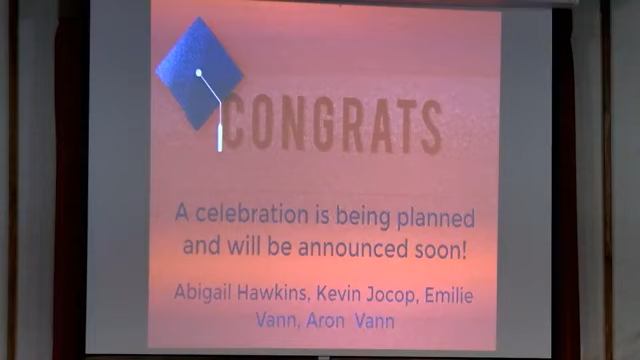 CONGRATS
A celebration is being planned
and will be announced soon!
Abigail Hawkins, Kevin Jocop, Emilie
Vann, Aron Vann